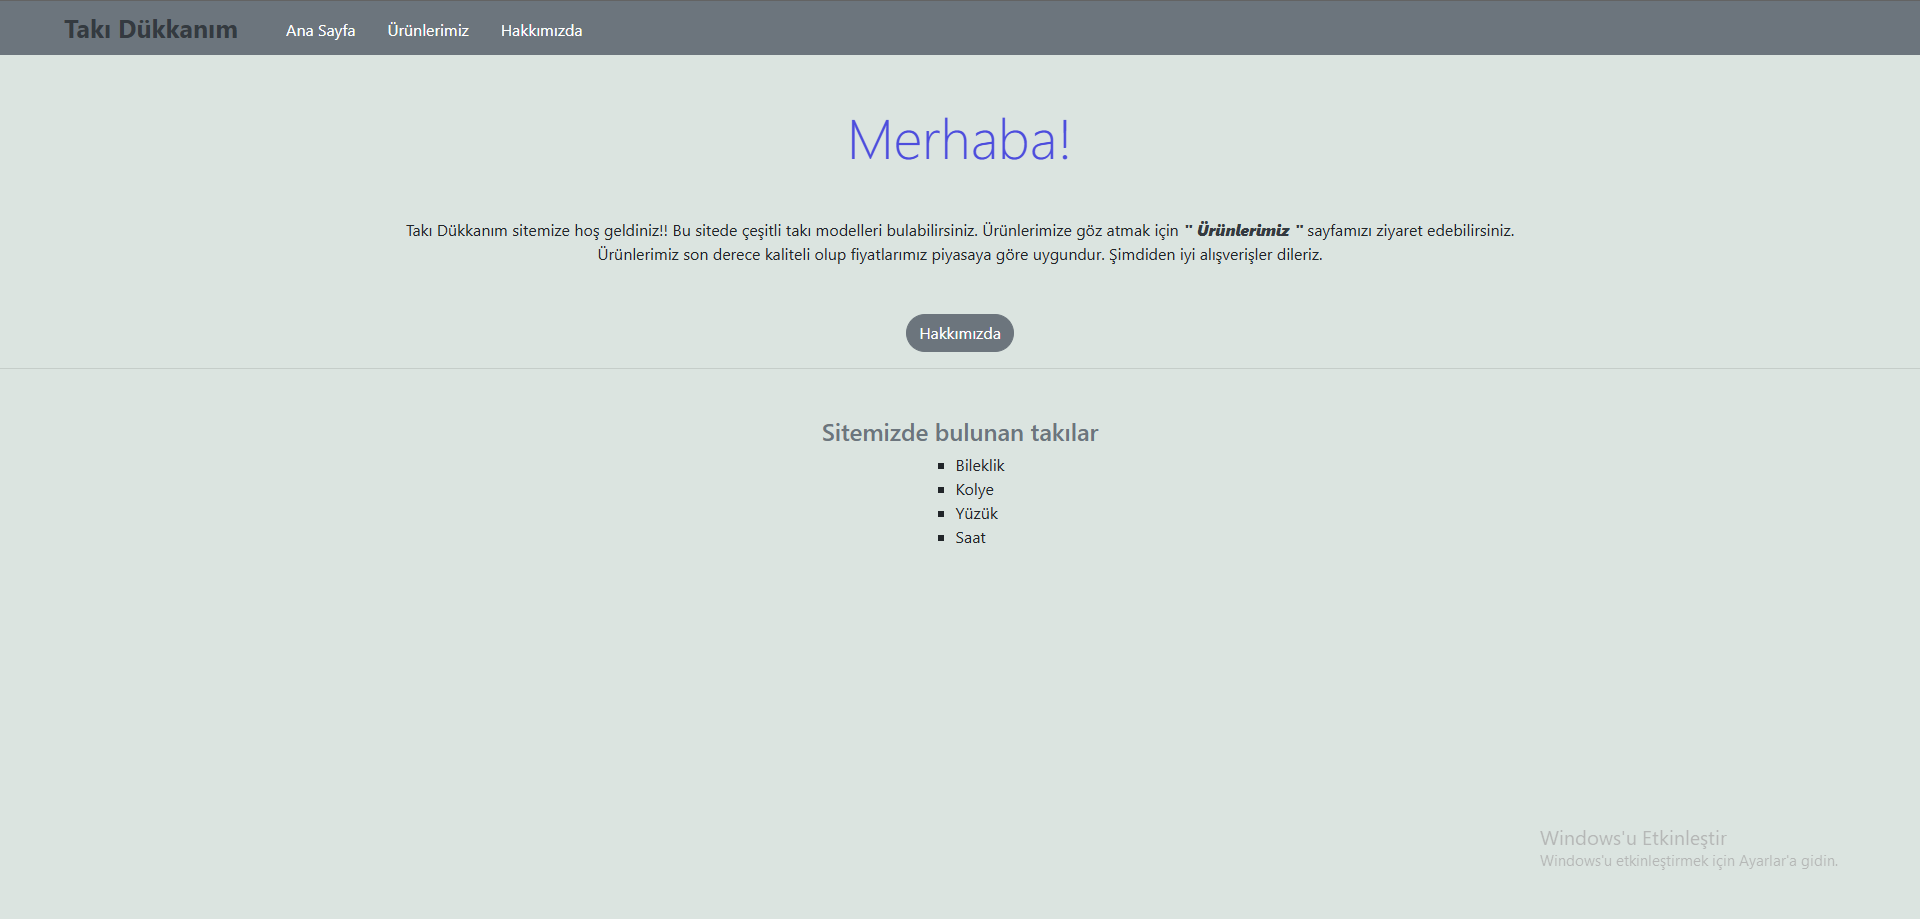 Takı Dükkanım Ana Sayfa Ürünlerimiz Hakkımızda
Merhaba!
Takı Dükkanım sitemize hoş geldiniz!! Bu sitede çeşitli takı modelleri bulabilirsiniz. Ürünlerimize göz atmak için " Ürünlerimiz " sayfamızı ziyaret edebilirsiniz.
Ürünlerimiz son derece kaliteli olup fiyatlarımız piyasaya göre uygundur. Şimdiden iyi alışverişler dileriz.
Hakkımızda
Sitemizde bulunan takılar
Bileklik
Kolye
Yüzük
Saat
Windows'u Etkinleştir
Windows'u etkinleştirmek için Ayarlar'a gidin.